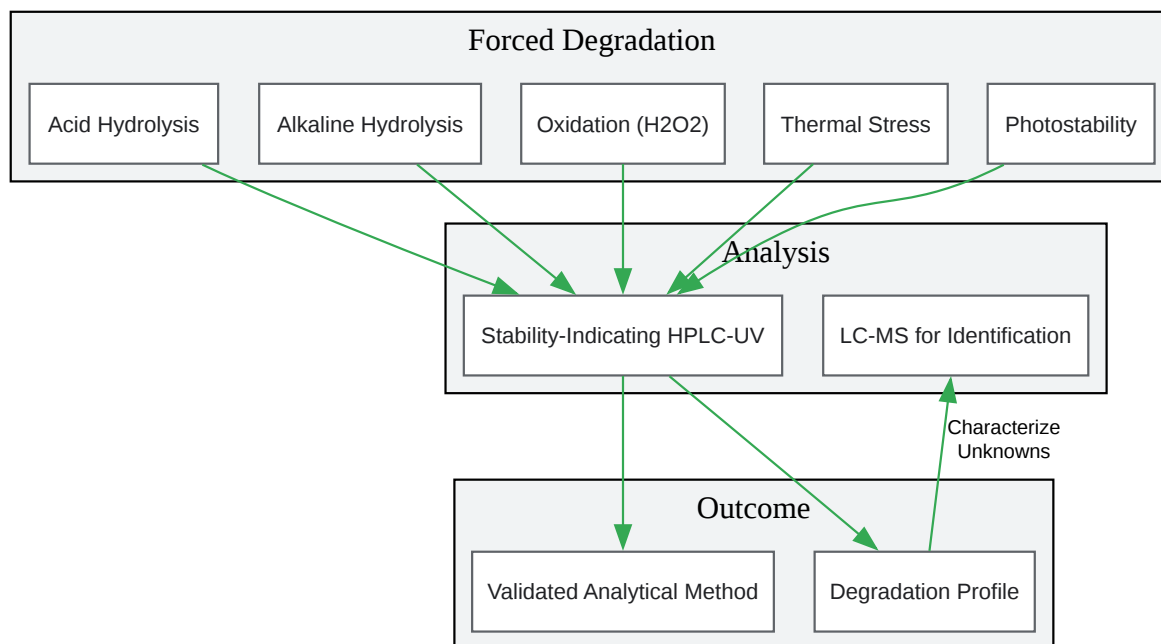 Forced Degradation
Acid Hydrolysis
Alkaline Hydrolysis
Oxidation (H2O2)
Thermal Stress
Photostability
Analysis
Stability-Indicating HPLC-UV
LC-MS for Identification
Characterize
Unknowns
Outcome
Validated Analytical Method
Degradation Profile